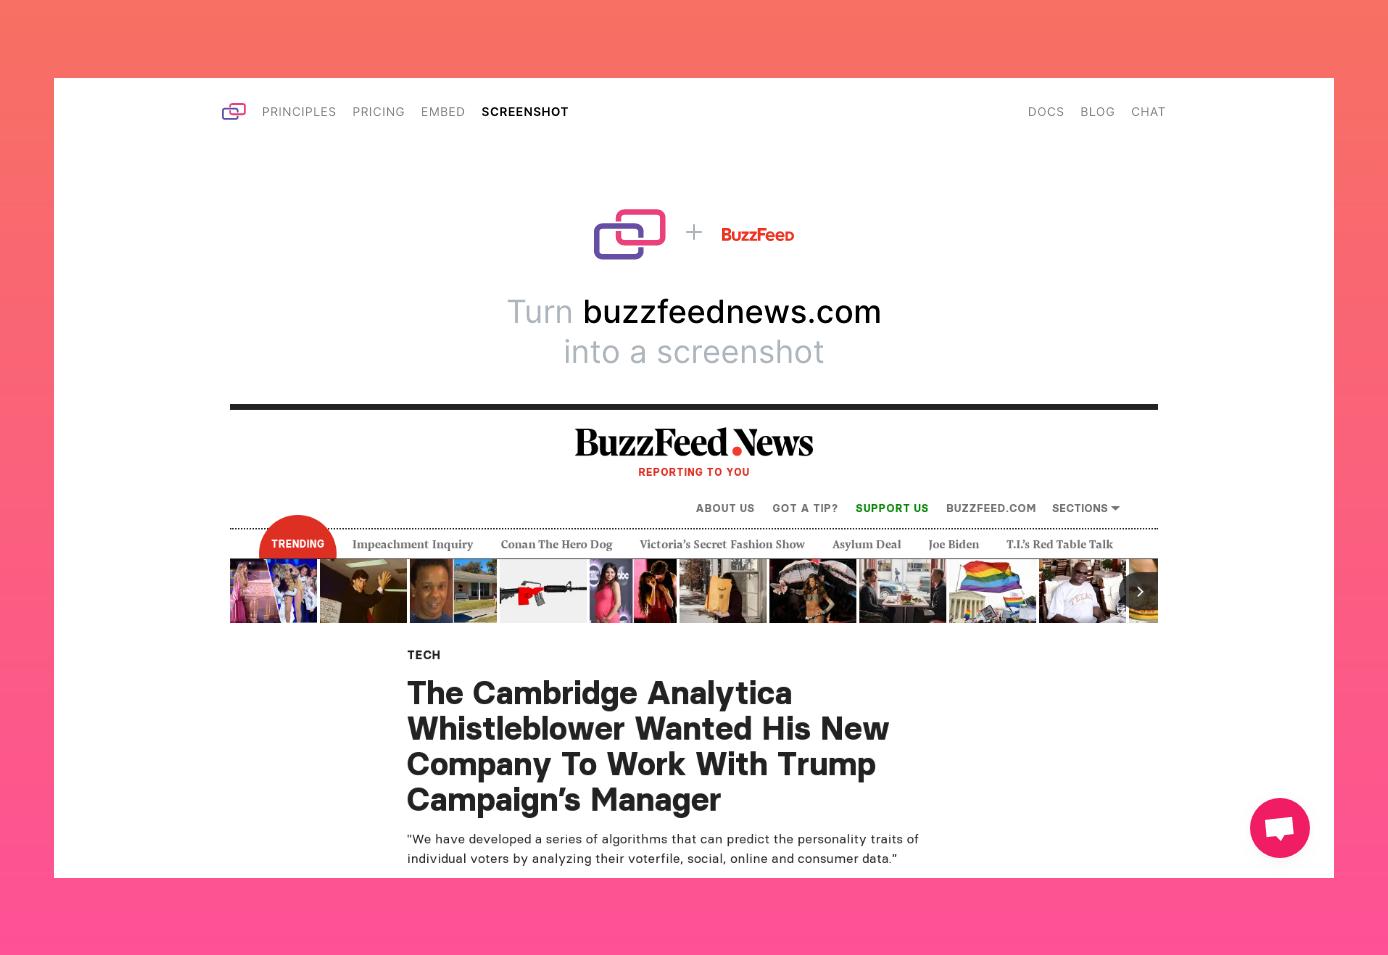 PRINCIPLES PRICING EMBED SCREENSHOT DOCS BLOG CHAT
+ BuzzFeed
Turn buzzfeednews.com
into a screenshot
BuzzFeed News
REPORTING TO YOU
ABOUT US GOT A TIP? SUPPORT US BUZZFEED.COM SECTIONS
TRENDING Impeachment Inquiry Conan The Hero Dog Victoria's Secret Fashion Show Asylum Deal Joe Biden T.I.'s Red Table Talk
abc
TEXAS
TECH
The Cambridge Analytica
Whistleblower Wanted His New
Company To Work With Trump
Campaign's Manager
"We have developed a series of algorithms that can predict the personality traits of
individual voters by analyzing their voterfile, social, online and consumer data."